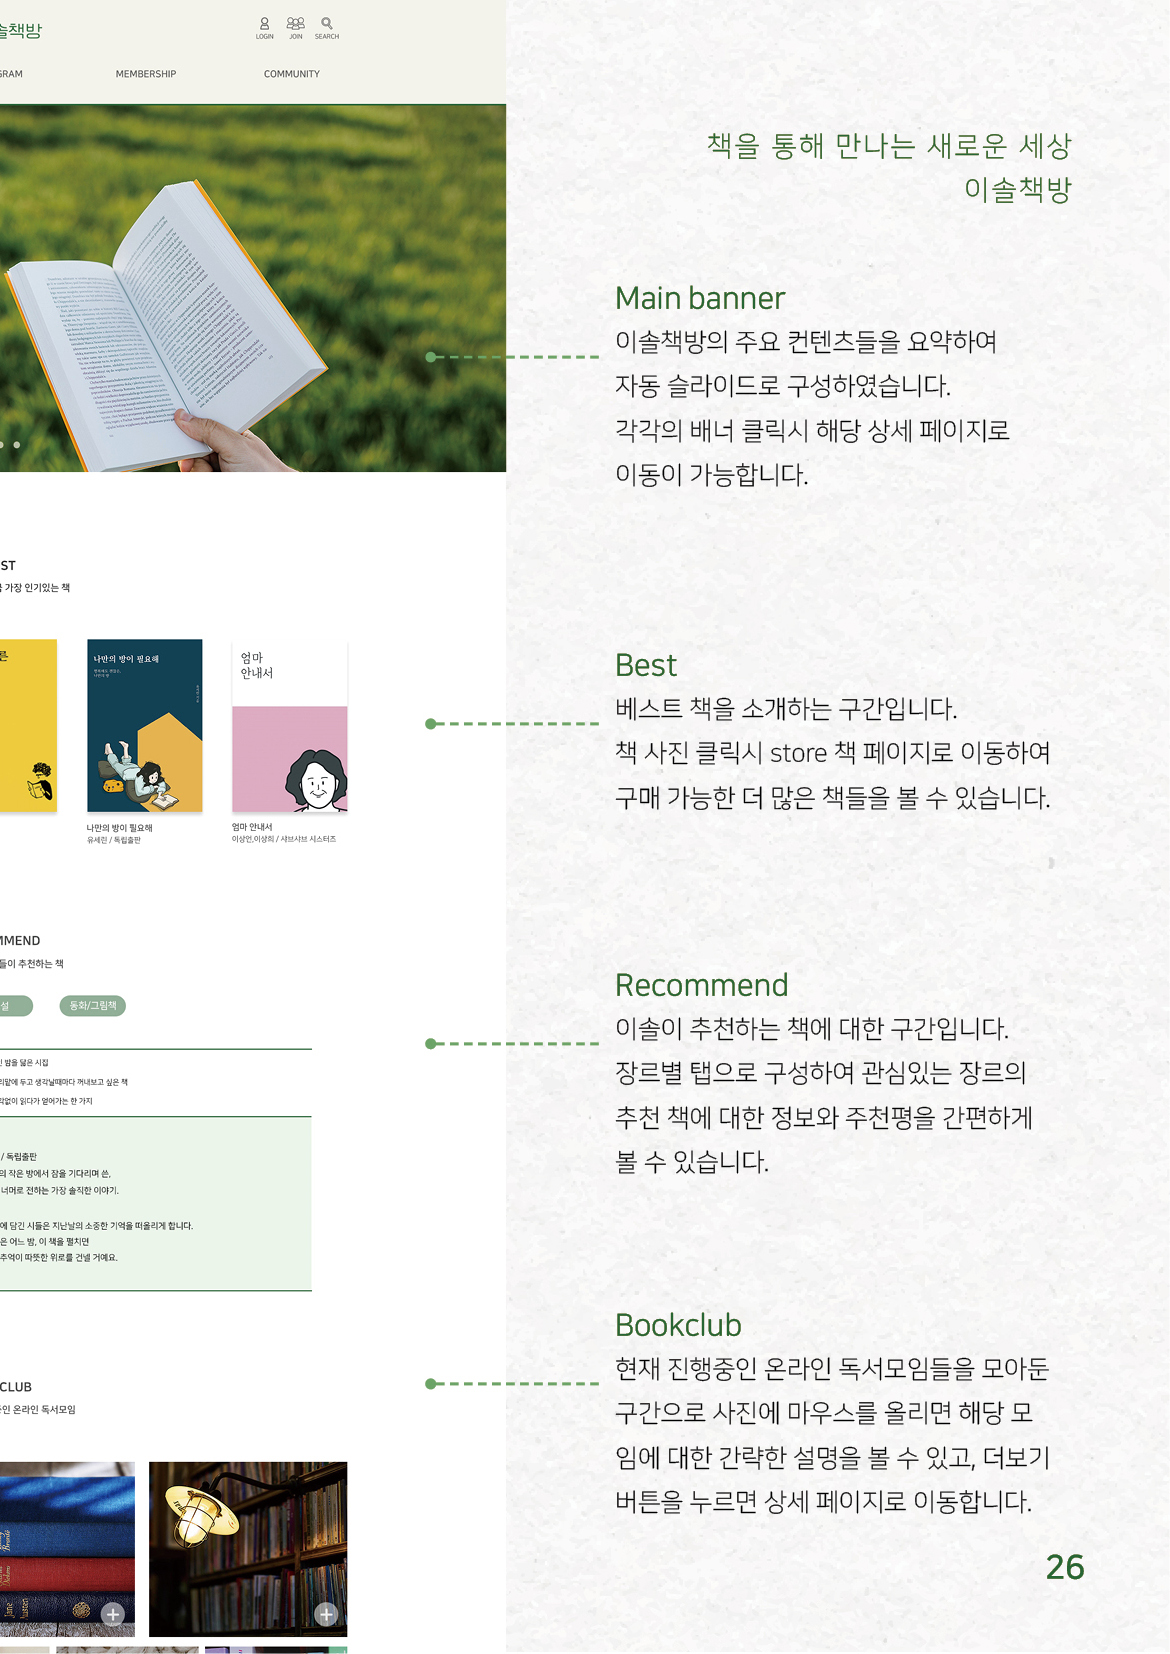 솔책방
LOGIN
JOIN
SEARCH
GRAM
MEMBERSHIP
COMMUNITY
책을 통해 만나는 새로운 세상
이솔책방
Main banner
이솔책방의 주요 컨텐츠들을 요약하여
자동 슬라이드로 구성하였습니다.
각각의 배너 클릭시 해당 상세 페이지로
이동이 가능합니다.
ST
가장 인기있는 책
른
나만의 방이 필요해
엄마
안내서
나만의 방이 필요해
유세린 / 독립출판
엄마 안내서
이상언,이상희 / 샤브샤브 시스터즈
Best
베스트 책을 소개하는 구간입니다.
책 사진 클릭시 store 책 페이지로 이동하여
구매 가능한 더 많은 책들을 볼 수 있습니다.
MMEND
들이 추천하는 책
설
동화/그림책
밤을 닮은 시집
리맡에 두고 생각날때마다 꺼내보고 싶은 책
각없이 읽다가 얻어가는 한 가지
/ 독립출판
의 작은 방에서 잠을 기다리며 쓴,
너머로 전하는 가장 솔직한 이야기.
에 담긴 시들은 지난날의 소중한 기억을 떠올리게 합니다.
은 어느 밤, 이 책을 펼치면
추억이 따뜻한 위로를 건넬 거예요.
Recommend
이솔이 추천하는 책에 대한 구간입니다.
장르별 탭으로 구성하여 관심있는 장르의
추천 책에 대한 정보와 주천평을 간편하게
볼 수 있습니다.
CLUB
인 온라인 독서모임
Jane Austen
Bookclub
현재 진행중인 온라인 독서모임들을 모아둔
구간으로 사진에 마우스를 올리면 해당 모
임에 대한 간략한 설명을 볼 수 있고, 더보기
버튼을 누르면 상세 페이지로 이동합니다.
26